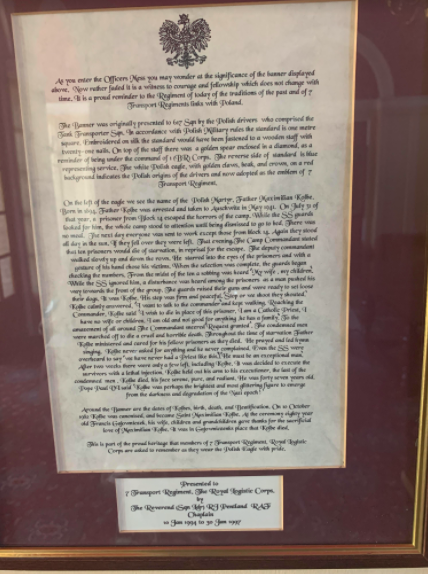 As you enter the Officers Mess you may wonder at the significance of the banner displayed
above. Now rather faded it is a witness to courage and fellowship which does not change with
time. It is a proud reminder to the Regiment of today of the traditions of the past and of 7
Transport Regiments links with Poland.
The Banner was originally presented to 617 Sqn by the Polish drivers who comprised the
Tank Transporter Sqn. In accordance with Polish Military rules the standard is one metre
square. Embroidered on silk the standard would have been fastened to a wooden staff with
twenty-one nails. On top of the staff there was a golden spear enclosed in a diamond, as a
reminder of being under the command of 1 (BR) Corps. The reverse side of standard is blue
representing service. The white Polish eagle, with golden claws, beak, and crown, on a red
background indicates the Polish origins of the drivers and now adopted as the emblem of 7
Transport Regiment.
On the left of the eagle we see the name of the Polish Martyr, Father Maximilian Kolbe.
Born in 1894, Father Kolbe was arrested and taken to Auschwitz in May 1941. On July 31 of
that year, a prisoner from Block 14 escaped the horrors of the camp. While the SS guards
looked for him, the whole camp stood to attention until being dismissed to go to bed. There was
no meal. The next day everyone was sent to work except those from block 14. Again they stood
all day in the sun. If they fell over they were left. That evening, The Camp Commandant stated
that ten prisoners would die of starvation, in reprisal for the escape. The deputy commandant
walked slowly up and down the rows. He starred into the eyes of the prisoners and with a
gesture of his hand chose his victims. When the selection was complete, the guards began
checking the numbers. From the midst of the ten a sobbing was heard 'My wife, my children,'
While the SS ignored him, a disturbance was heard among the prisoners as a man pushed his
way towards the front of the group. The guards raised their guns and were ready to set loose
their dogs. It was Kolbe. His step was firm and peaceful. 'Stop or we shoot' they shouted.
Kolbe calmly answered, 'I want to talk to the commander' and kept walking. Reaching the
Commander, Kolbe said 'I wish to die in place of this prisoner. I am a Catholic Priest, I
have no wife or children, I am old and not good for anything he has a family.' To the
amazement of all around The Commandant uttered 'Request granted'. The condemned men
were marched off to die a cruel and horrible death. Throughout the time of starvation Father
Kolbe ministered and cared for his fellow prisoners as they died. He prayed and led hymn
singing. Kolbe never asked for anything and he never complained. Even the SS were
overheard to say 'we have never had a Priest like this.' He must be an exceptional man.'
After two weeks there were only a few left, including Kolbe. It was decided to execute the
survivors with a lethal injection. Kolbe held out his arm to his executioner, the last of the
condemned men. Kolbe died, his face serene, pure, and radiant. He was forty seven years old.
Pope Paul VI said 'Kolbe was perhaps the brightest and most glittering figure to emerge
from the darkness and degradation of the Nazi epoch'
Around the Banner are the dates of Kolbes, birth, death, and Beatification. On 10 October
1982 Kolbe was canonised, and become Saint Maximilian Kolbe. At the ceremony eighty year
old Francis Gajowniczek, his wife, children and grandchildren gave thanks for the sacrificial
love of Maximilian Kolbe. It was in Gajowniczeks place that Kolbe died.
This is part of the proud heritage that members of 7 Transport Regiment, Royal Logistic
Corps are asked to remember as they wear the Polish Eagle with pride.
Presented to
7 Transport Regiment, The Royal Logistic Corps,
by
The Reverend (Sqn Ldr) RJ Pentland RAF
Chaplain
10 Jan 1994 to 30 Jan 1997